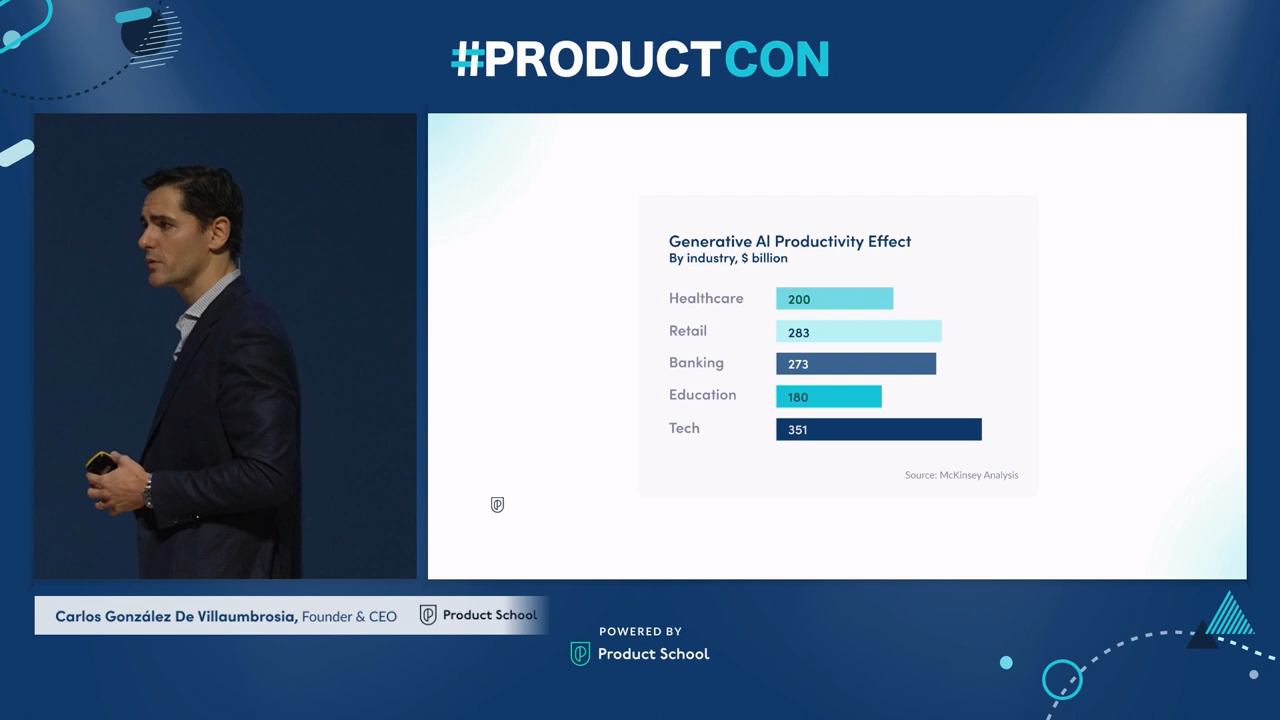 #PRODUCTCON
Generative AI Productivity Effect
By industry, $ billion
Healthcare 200
Retail 283
Banking 273
Education 180
Tech 351
Source: McKinsey Analysis
Carlos González De Villaumbrosia, Founder & CEO Product School
POWERED BY
Product School